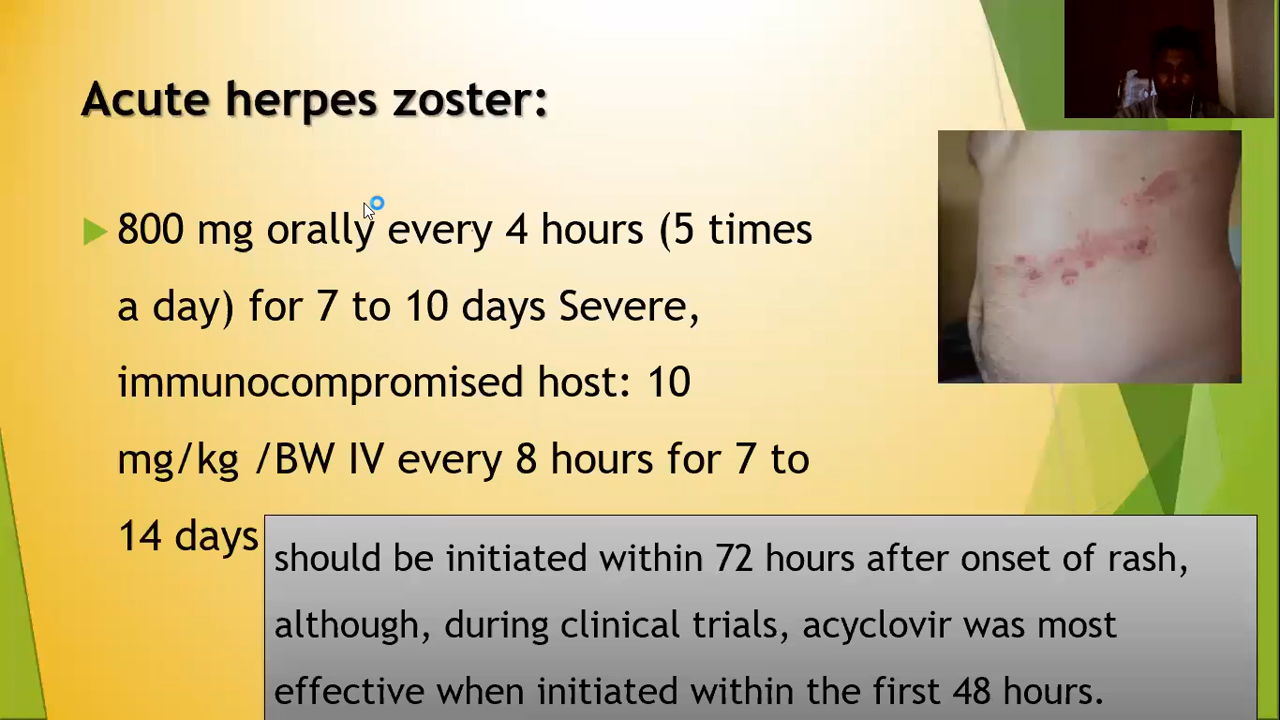 Acute herpes zoster:
800 mg orally every 4 hours (5 times
a day) for 7 to 10 days Severe,
immunocompromised host: 10
mg/kg /BW IV every 8 hours for 7 to
14 days
should be initiated within 72 hours after onset of rash,
although, during clinical trials, acyclovir was most
effective when initiated within the first 48 hours.